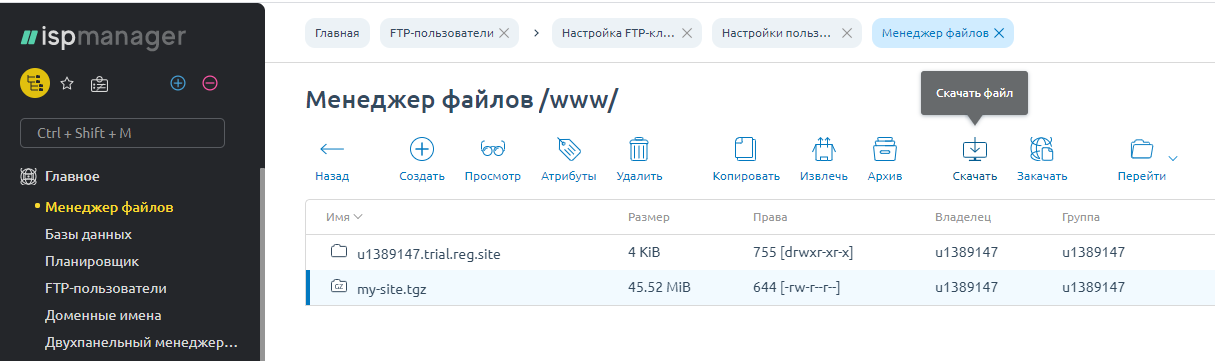 ispmanager
Ctrl + Shift + M
Главное
Менеджер файлов
Базы данных
Планировщик
FTP-пользователи
Доменные имена
Двухпанельный менеджер...
Главная FTP-пользователи Настройка FTP-кл... Настройки польз... Менеджер файлов
Менеджер файлов /www/
Скачать файл
Назад Создать Просмотр Атрибуты Удалить Копировать Извлечь Архив Скачать Закачать Перейти
Имя Размер Права Владелец Группа
u1389147.trial.reg.site 4 KiB 755 [drwxr-xr-x] u1389147 u1389147
GZ my-site.tgz 45.52 MiB 644 [-rw-r--r--] u1389147 u1389147